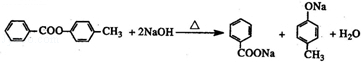 ONa
COO CH₃ + 2NaOH △ + + H₂O
COONa CH₃